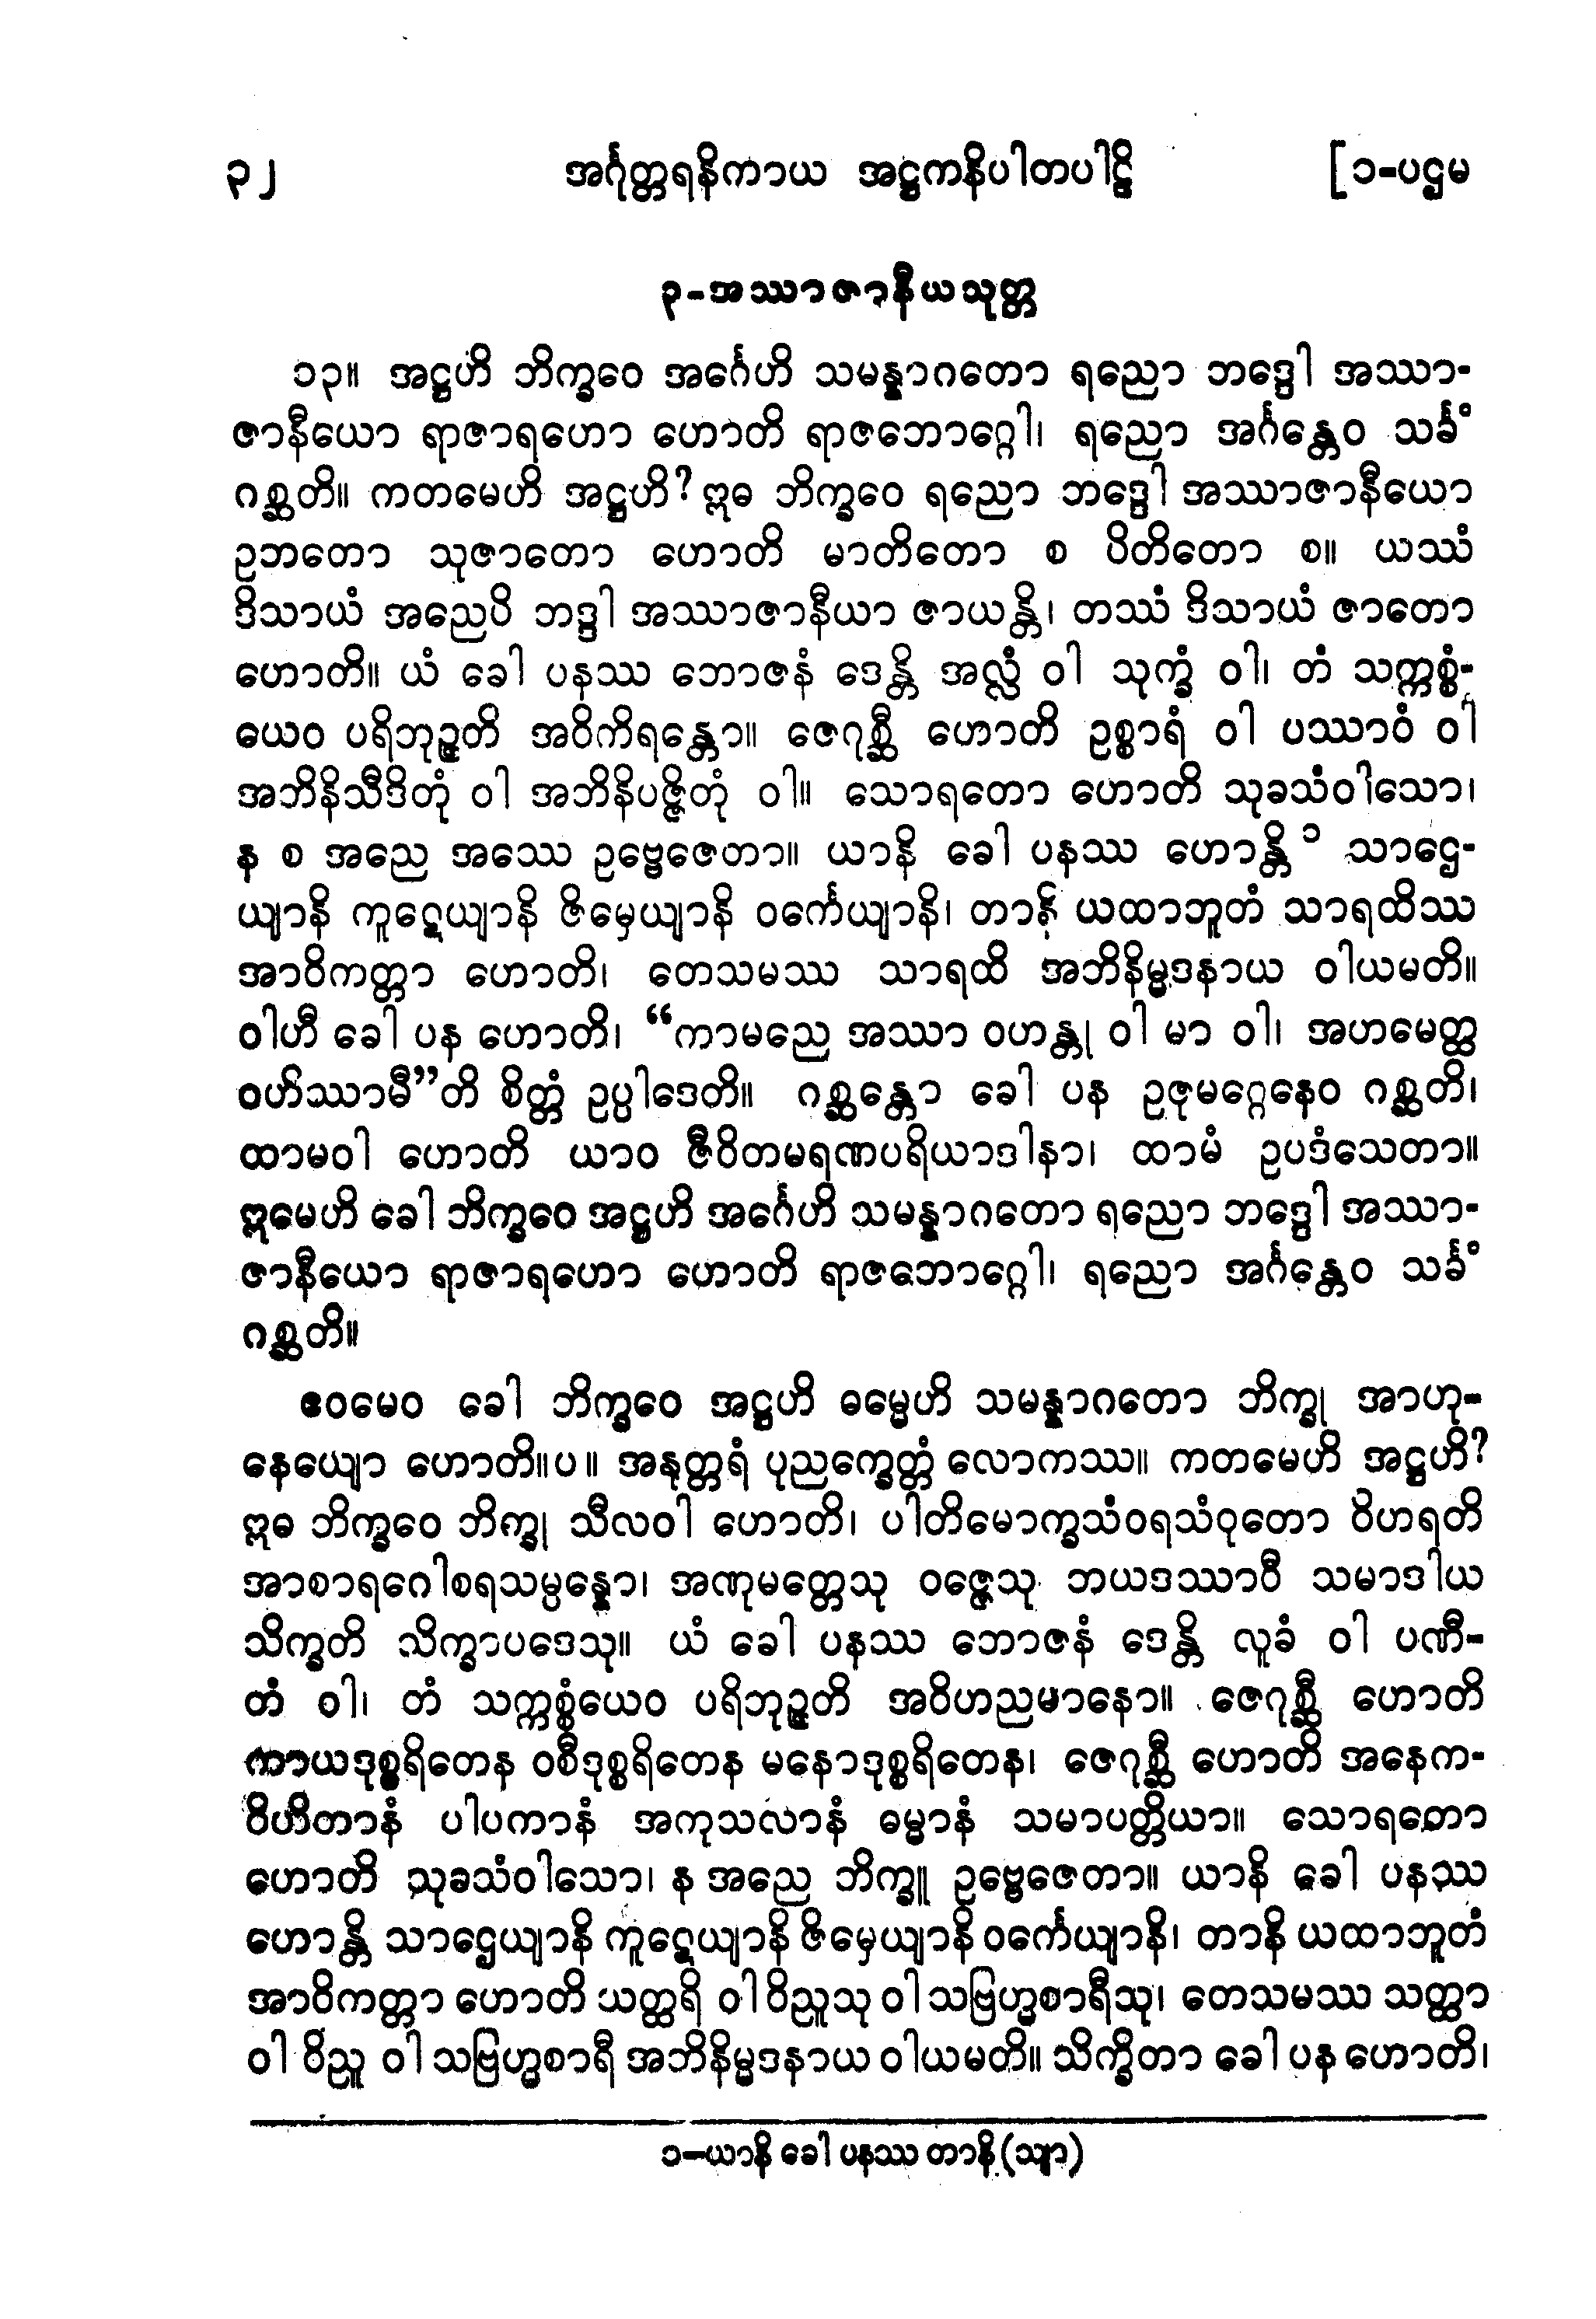 ၃၂ အင်္ဂုတ္တရနိကာယ အဋ္ဌကနိပါတပါဠိ [၁-ပဌမ
၃-အဿာဇာနီယသုတ္တ
၁၃။ အဋ္ဌဟိ ဘိက္ခဝေ အင်္ဂေဟိ သမန္နာဂတော ရညော ဘဒ္ဒေါ အဿာ-
ဇာနီယော ရာဇာရဟော ဟောတိ ရာဇဘောဂ္ဂေါ၊ ရညော အင်္ဂန္တေဝ သင်္ခံ
ဂစ္ဆတိ။ ကတမေဟိ အဋ္ဌဟိ? ဣဓ ဘိက္ခဝေ ရညော ဘဒ္ဒေါ အဿာဇာနီယော
ဥဘတော သုဇာတော ဟောတိ မာတိတော စ ပိတိတော စ။ ယဿံ
ဒိသာယံ အညေပိ ဘဒ္ဒါ အဿာဇာနီယာ ဇာယန္တိ၊ တဿံ ဒိသာယံ ဇာတော
ဟောတိ။ ယံ ခေါ ပနဿ ဘောဇနံ ဒေန္တိ အလ္လံ ဝါ သုက္ခံ ဝါ၊ တံ သက္ကစ္စံ-
ယေဝ ပရိဘုဉ္ဇတိ အဝိကိရန္တော။ ဇေဂုစ္ဆီ ဟောတိ ဥစ္စာရံ ဝါ ပဿာဝံ ဝါ
အဘိနိသီဒိတုံ ဝါ အဘိနိပဇ္ဇိတုံ ဝါ။ သောရတော ဟောတိ သုခသံဝါသော၊
န စ အညေ အဿေ ဥဗ္ဗေဇေတာ။ ယာနိ ခေါ ပနဿ ဟောန္တိ ၁ သာဌေ-
ယျာနိ ကူဋေယျာနိ ဇိမှေယျာနိ ဝင်္ကေယျာနိ၊ တာနိ ယထာဘူတံ သာရထိဿ
အာဝိကတ္တာ ဟောတိ၊ တေသမဿ သာရထိ အဘိနိမ္မဒနာယ ဝါယမတိ။
ဝါဟီ ခေါ ပန ဟောတိ၊ “ကာမညေ အဿာ ဝဟန္တု ဝါ မာ ဝါ၊ အဟမေတ္ထ
ဝဟိဿာမီ”တိ စိတ္တံ ဥပ္ပါဒေတိ။ ဂစ္ဆန္တော ခေါ ပန ဥဇုမဂ္ဂေနေဝ ဂစ္ဆတိ၊
ထာမဝါ ဟောတိ ယာဝ ဇီဝိတမရဏပရိယာဒါနာ၊ ထာမံ ဥပဒံသေတာ။
ဣမေဟိ ခေါ ဘိက္ခဝေ အဋ္ဌဟိ အင်္ဂေဟိ သမန္နာဂတော ရညော ဘဒ္ဒေါ အဿာ-
ဇာနီယော ရာဇာရဟော ဟောတိ ရာဇဘောဂ္ဂေါ၊ ရညော အင်္ဂန္တေဝ သင်္ခံ
ဂစ္ဆတိ။
ဧဝမေဝ ခေါ ဘိက္ခဝေ အဋ္ဌဟိ ဓမ္မေဟိ သမန္နာဂတော ဘိက္ခု အာဟု-
နေယျော ဟောတိ။ပ။ အနုတ္တရံ ပုညက္ခေတ္တံ လောကဿ။ ကတမေဟိ အဋ္ဌဟိ?
ဣဓ ဘိက္ခဝေ ဘိက္ခု သီလဝါ ဟောတိ၊ ပါတိမောက္ခသံဝရသံဝုတော ဝိဟရတိ
အာစာရဂေါစရသမ္ပန္နော၊ အဏုမတ္တေသု ဝဇ္ဇေသု ဘယဒဿာဝီ သမာဒါယ
သိက္ခတိ သိက္ခာပဒေသု။ ယံ ခေါ ပနဿ ဘောဇနံ ဒေန္တိ လူခံ ဝါ ပဏီ-
တံ ဝါ၊ တံ သက္ကစ္စံယေဝ ပရိဘုဉ္ဇတိ အဝိဟညမာနော။ ဇေဂုစ္ဆီ ဟောတိ
ကာယဒုစ္စရိတေန ဝစီဒုစ္စရိတေန မနောဒုစ္စရိတေန၊ ဇေဂုစ္ဆီ ဟောတိ အနေက-
ဝိဟိတာနံ ပါပကာနံ အကုသလာနံ ဓမ္မာနံ သမာပတ္တိယာ။ သောရတော
ဟောတိ သုခသံဝါသော၊ န အညေ ဘိက္ခူ ဥဗ္ဗေဇေတာ။ ယာနိ ခေါ ပနဿ
ဟောန္တိ သာဌေယျာနိ ကူဋေယျာနိ ဇိမှေယျာနိ ဝင်္ကေယျာနိ၊ တာနိ ယထာဘူတံ
အာဝိကတ္တာ ဟောတိ ယတ္ထရိ ဝါ ဝိညူသု ဝါ သဗြဟ္မစာရီသု၊ တေသမဿ သတ္ထာ
ဝါ ဝိညူ ဝါ သဗြဟ္မစာရီ အဘိနိမ္မဒနာယ ဝါယမတိ။ သိက္ခိတာ ခေါ ပန ဟောတိ၊
၁-ယာနိ ခေါ ပနဿ တာနိ (သျာ)